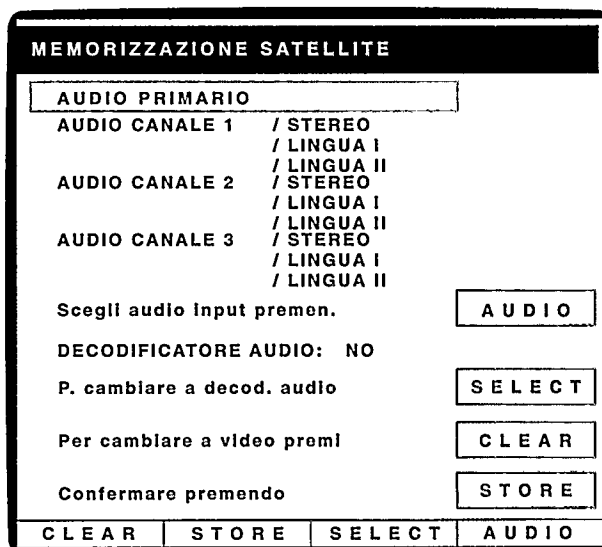 MEMORIZZAZIONE SATELLITE
AUDIO PRIMARIO
AUDIO CANALE 1 / STEREO
/ LINGUA I
/ LINGUA II
AUDIO CANALE 2 / STEREO
/ LINGUA I
/ LINGUA II
AUDIO CANALE 3 / STEREO
/ LINGUA I
/ LINGUA II
Scegli audio input premen. AUDIO
DECODIFICATORE AUDIO: NO
P. cambiare a decod. audio SELECT
Per cambiare a video premi CLEAR
Confermare premendo STORE
CLEAR STORE SELECT AUDIO